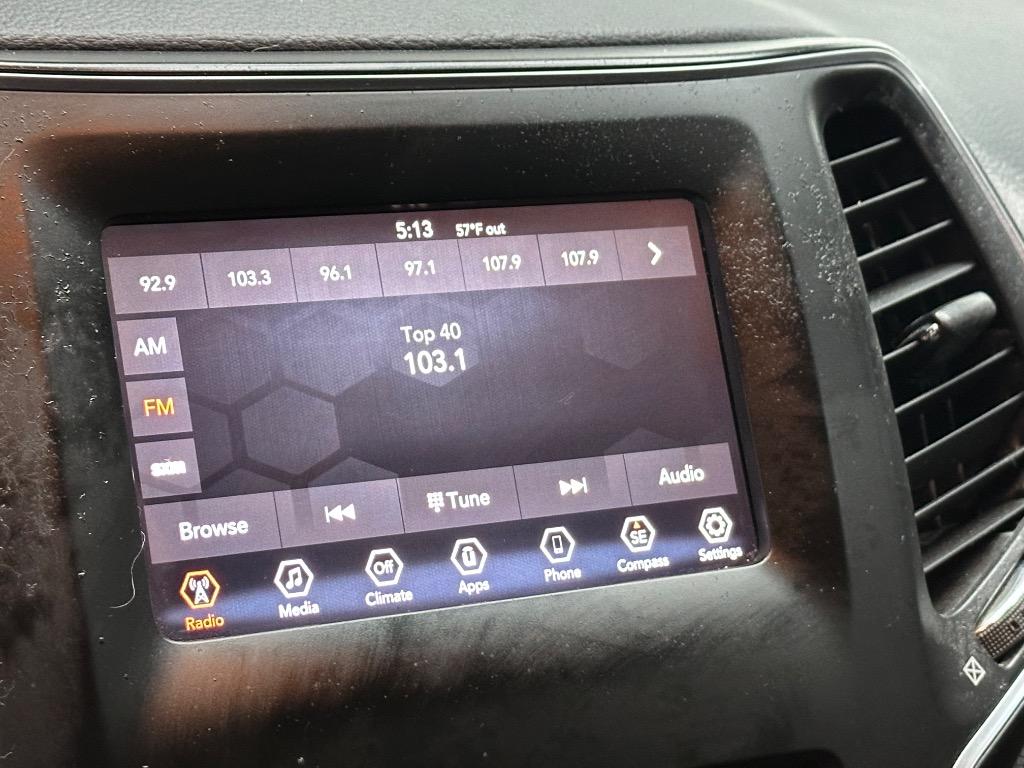 5:13 57°F out
92.9 103.3 96.1 97.1 107.9 107.9
AM
Top 40
103.1
FM
SXM
Browse Tune Audio
Off SE
Radio Media Climate Apps Phone Compass Settings